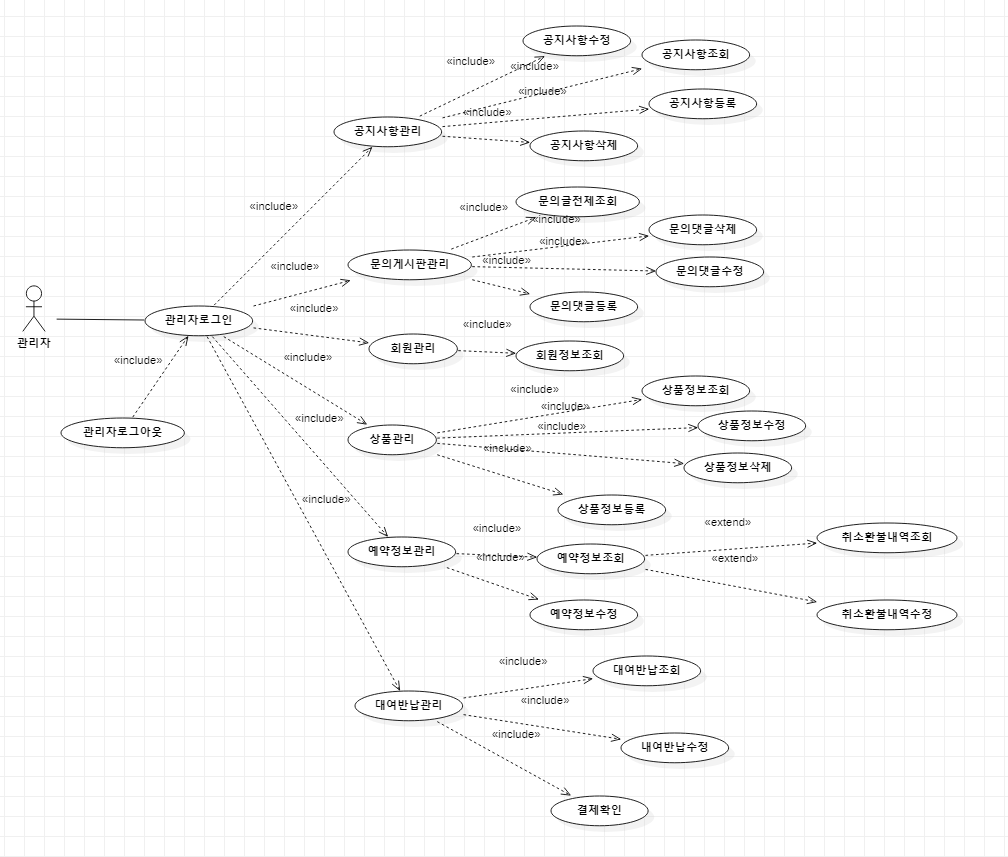 공지사항수정
«include»
«include»
공지사항조회
«include»
공지사항등록
«include»
공지사항관리
공지사항삭제
«include»
문의글전제조회
«include»
«include»
문의댓글삭제
«include»
«include»
문의게시판관리
«include»
문의댓글수정
관리자
관리자로그인
«include»
문의댓글등록
«include»
회원관리
회원정보조회
«include»
«include»
«include»
상품정보조회
«include»
«include»
«include»
상품정보수정
관리자로그아웃
상품관리
«include»
상품정보삭제
«include»
상품정보등록
«include»
«extend»
취소환불내역조회
예약정보관리
«include»
예약정보조회
«extend»
예약정보수정
취소환불내역수정
«include»
대여반납조회
대여반납관리
«include»
«include»
내여반납수정
결제확인